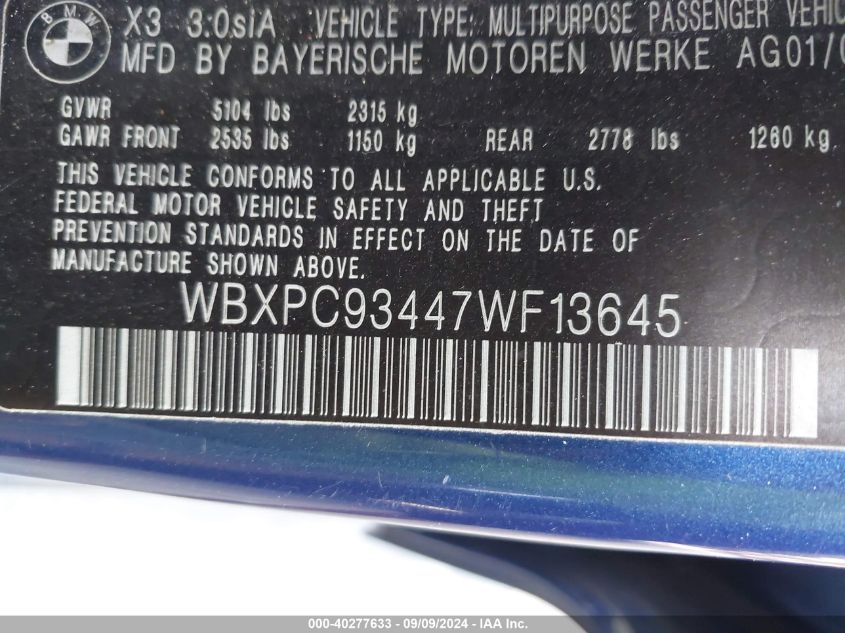 BMW
X3 3.0siA VEHICLE TYPE: MULTIPURPOSE PASSENGER
MFD BY BAYERISCHE MOTOREN WERKE AG01/
GVWR 5104 lbs 2315 kg
GAWR FRONT 2535 lbs 1150 kg REAR 2778 lbs 1260 kg
THIS VEHICLE CONFORMS TO ALL APPLICABLE U.S.
FEDERAL MOTOR VEHICLE SAFETY AND THEFT
PREVENTION STANDARDS IN EFFECT ON THE DATE OF
MANUFACTURE SHOWN ABOVE.
WBXPC93447WF13645
000-40277633 - 09/09/2024 - IAA Inc.